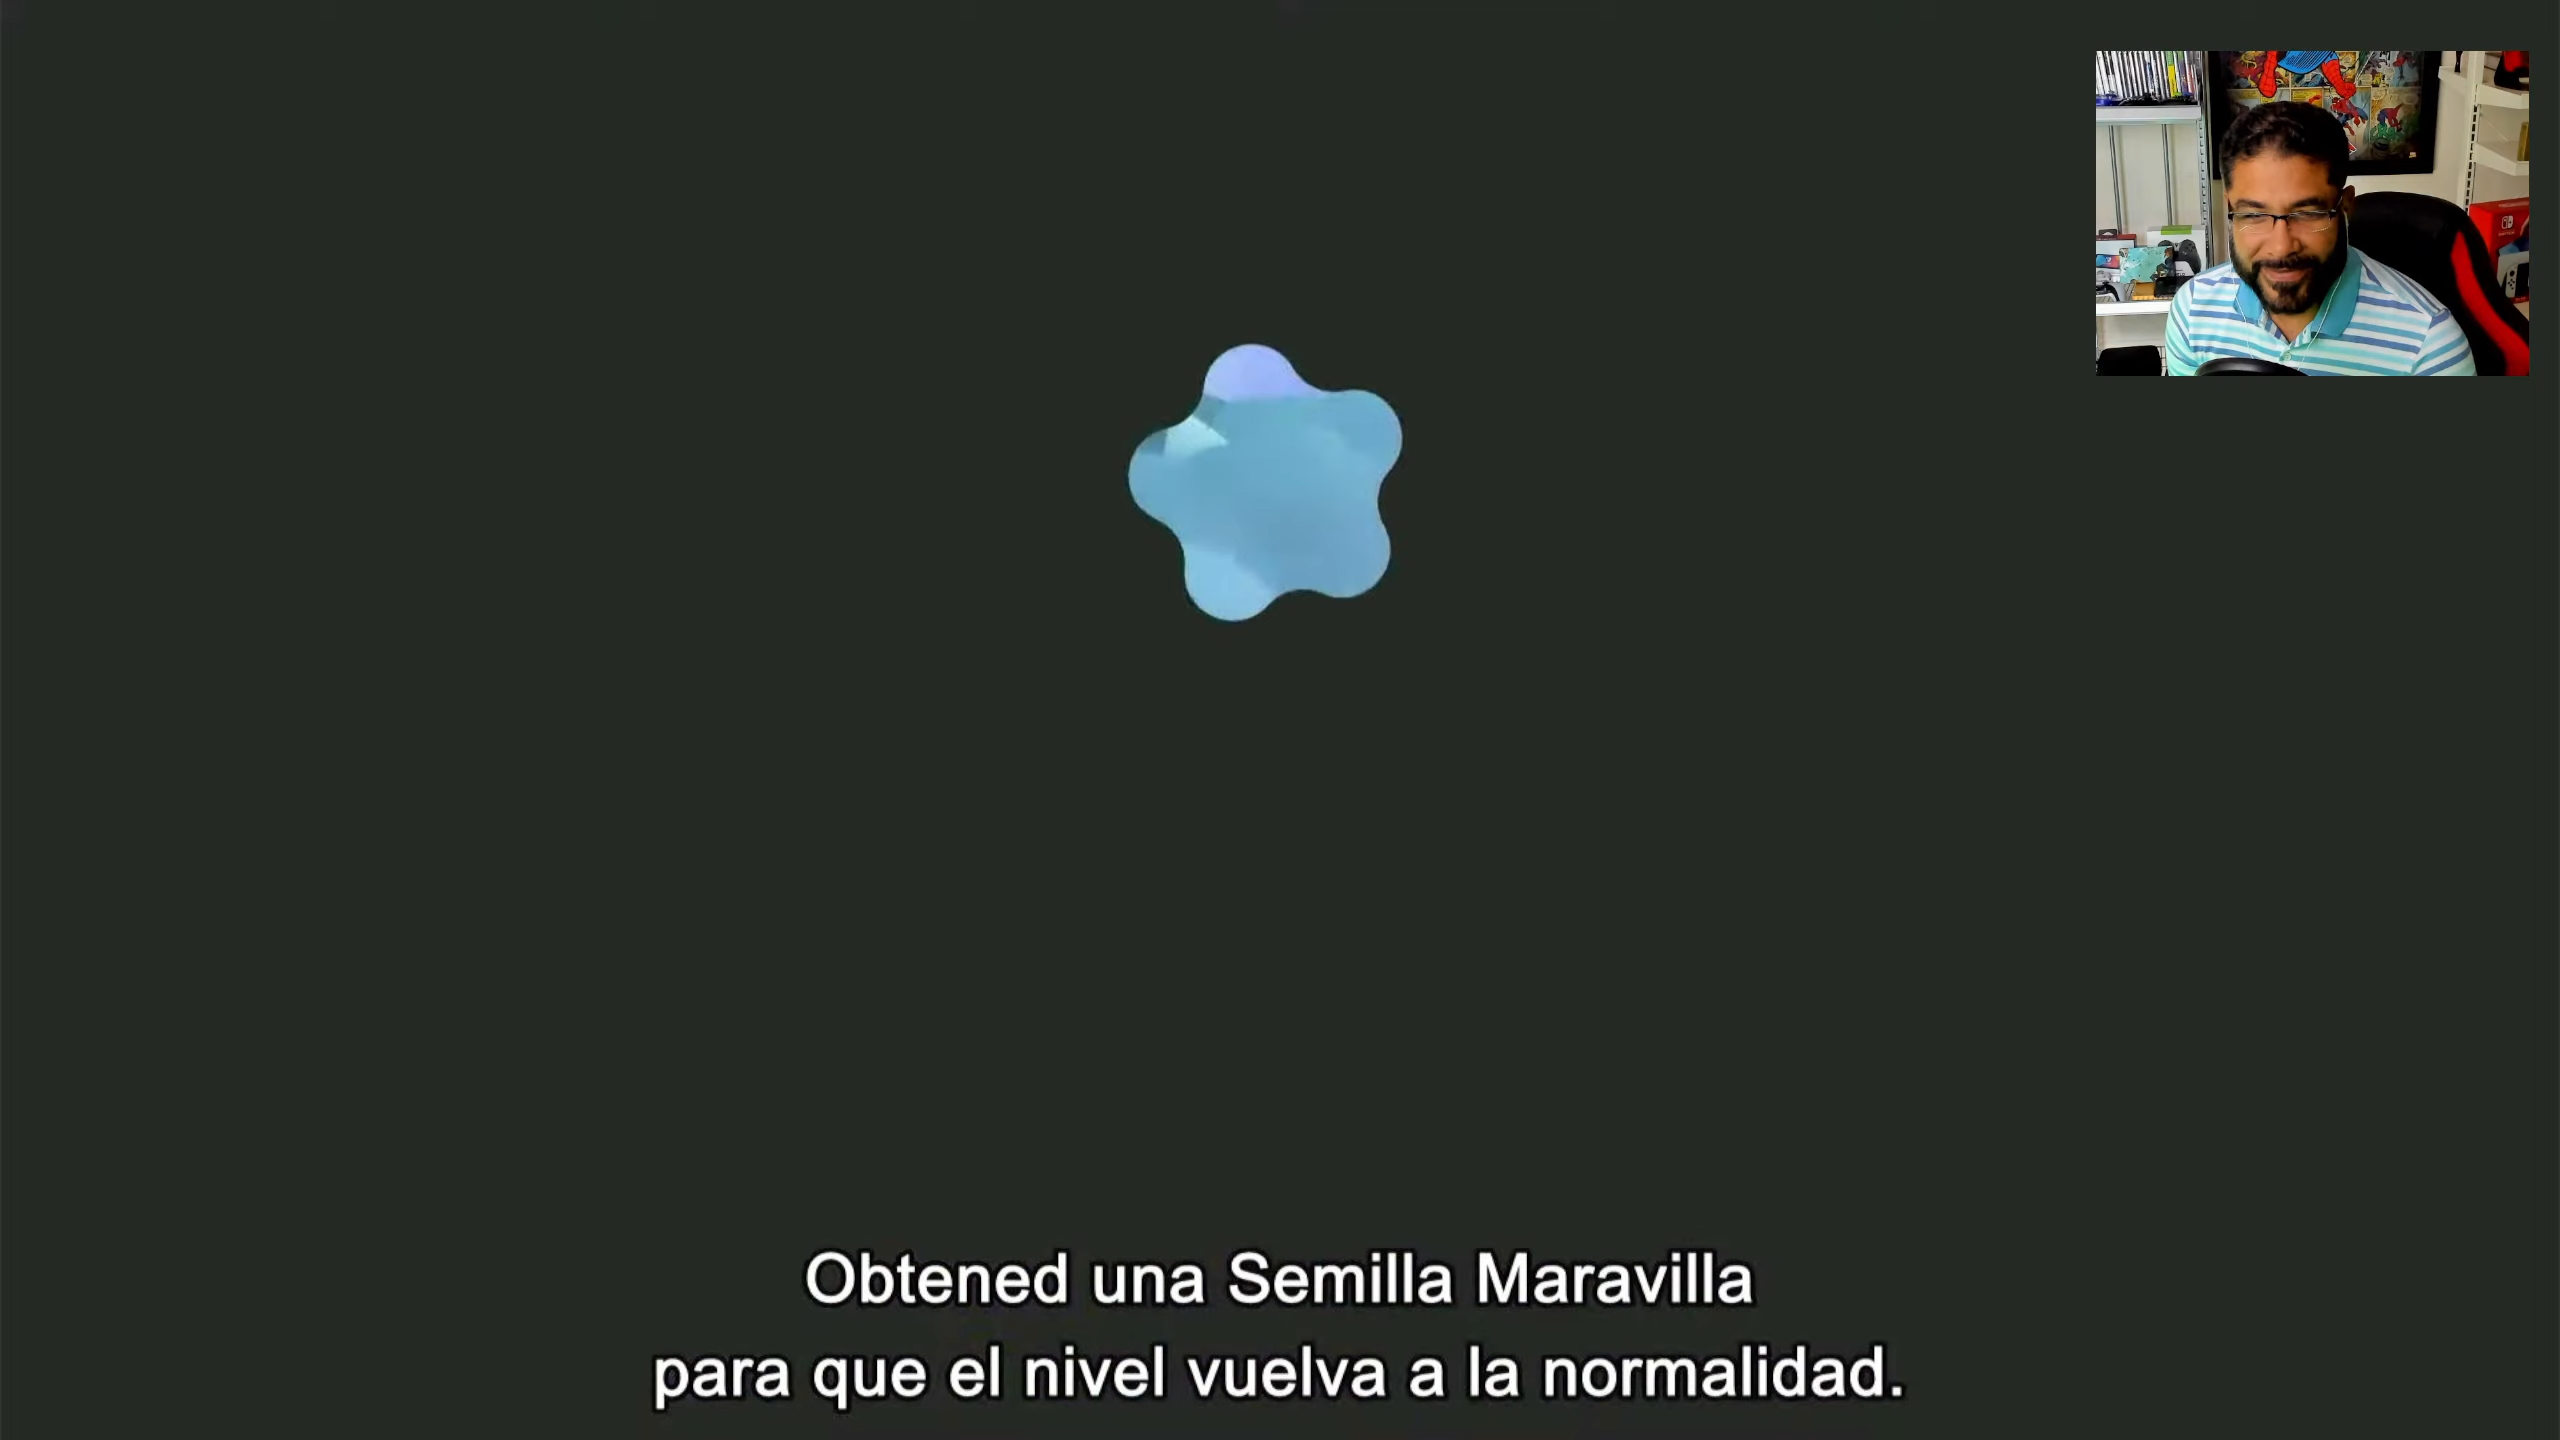 Obtened una Semilla Maravilla
para que el nivel vuelva a la normalidad.